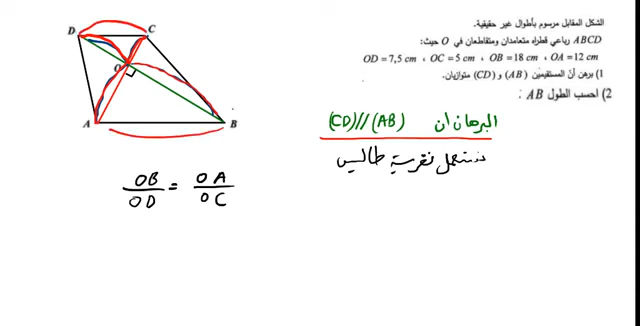 الشكل المقابل مرسوم بأطوال غير حقيقية.
ABCD رباعي قطراه متعامدان ومتقاطعان في O حيث:
OD = 7,5 cm ، OC = 5 cm ، OB = 18 cm ، OA = 12 cm
1) برهن أنّ المستقيمين (AB) و (CD) متوازيان.
2) احسب الطول AB .
D C
O
A B
البرهان ان (CD)//(AB)
نستعمل نظرية طاليس
OB/OD = OA/OC